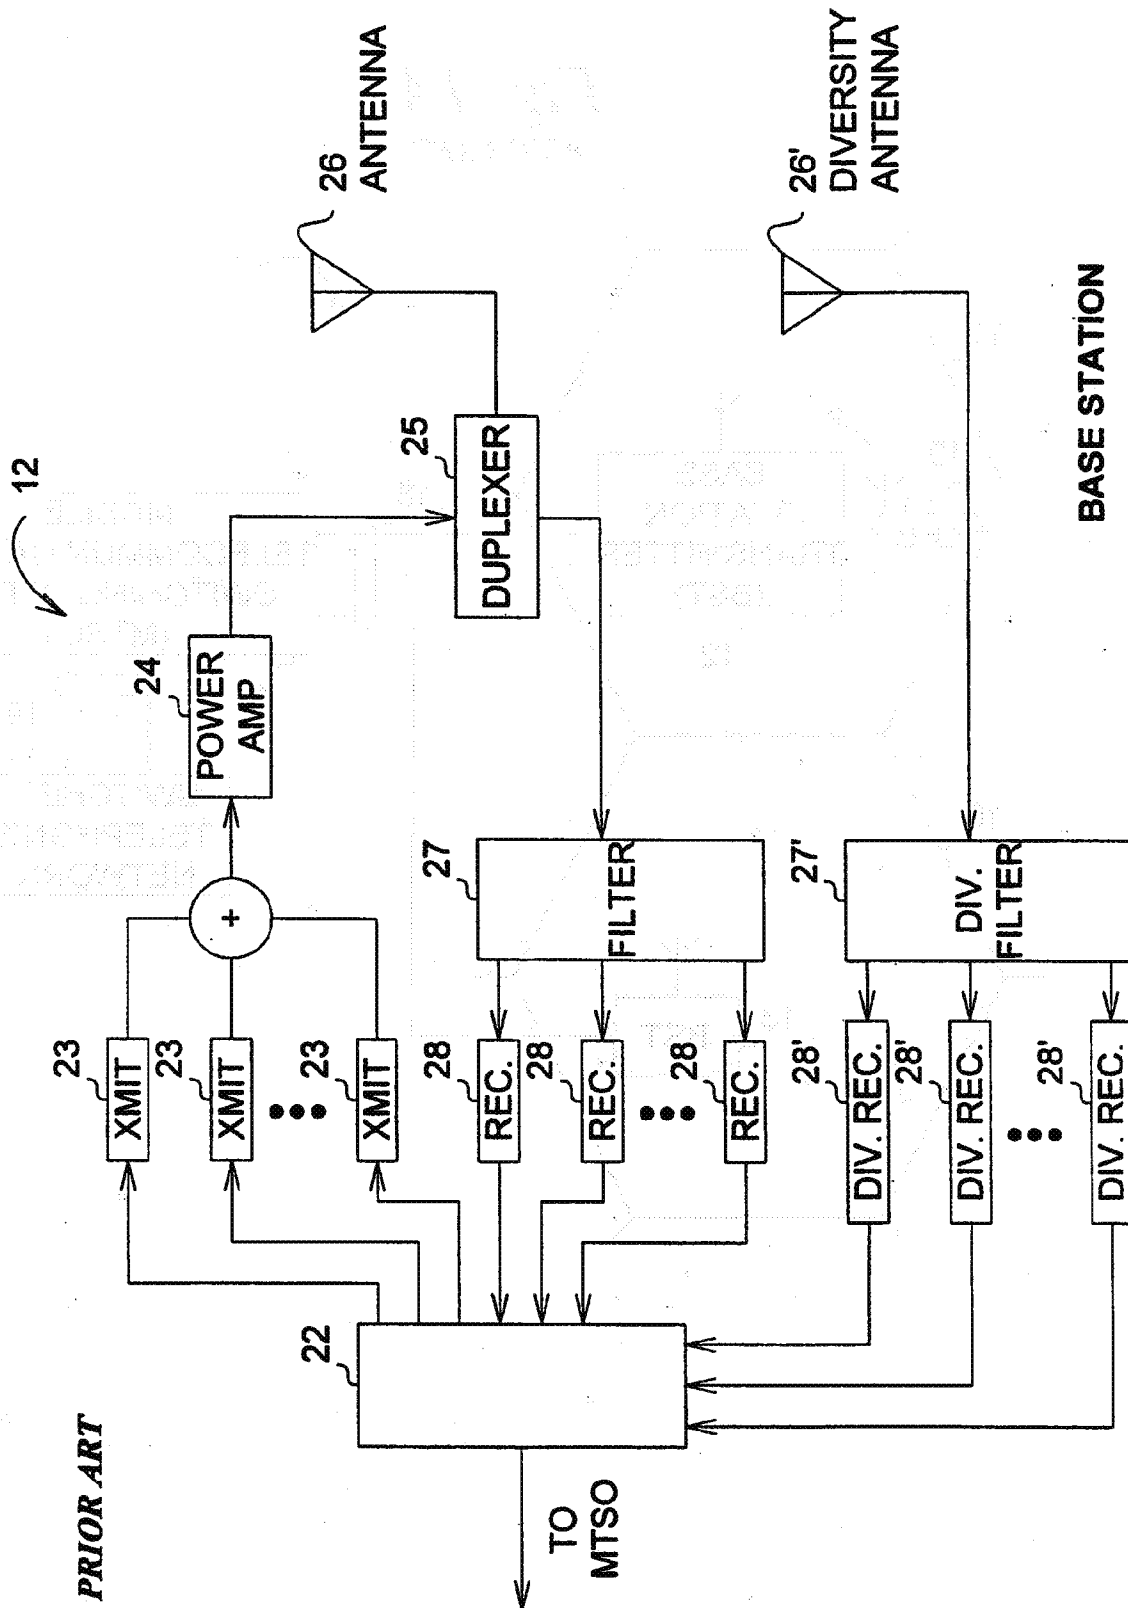 PRIOR ART
12
22
TO
MTSO
23
XMIT
23
XMIT
23
XMIT
+
24
POWER
AMP
25
DUPLEXER
26
ANTENNA
28
REC.
28
REC.
28
REC.
27
FILTER
28'
DIV. REC.
28'
DIV. REC.
28'
DIV. REC.
27'
DIV.
FILTER
26'
DIVERSITY
ANTENNA
BASE STATION